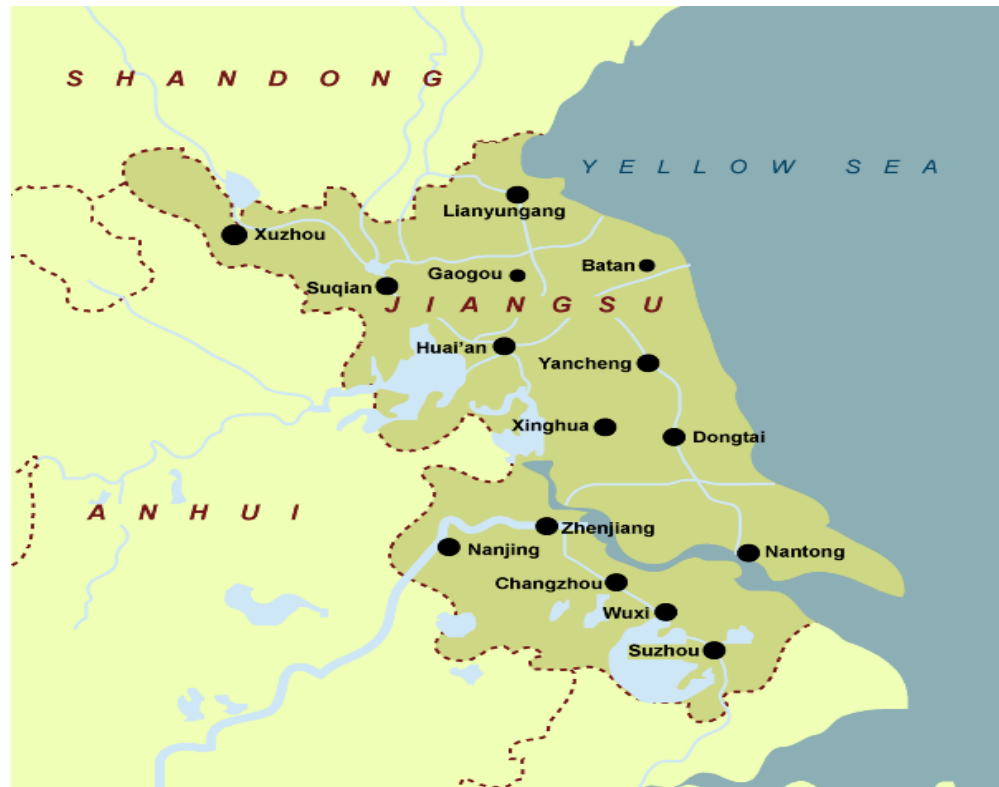 SHANDONG
YELLOW SEA
Lianyungang
Xuzhou
Batan
Gaogou
Suqian
JIANGSU
Huai'an
Yancheng
Xinghua
Dongtai
ANHUI
Zhenjiang
Nanjing
Nantong
Changzhou
Wuxi
Suzhou